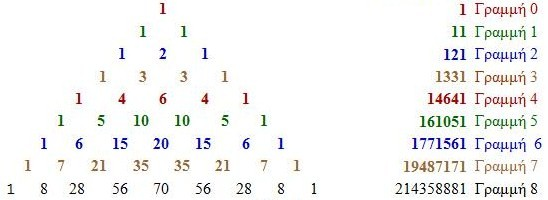 1 1 Γραμμή 0
1 1 11 Γραμμή 1
1 2 1 121 Γραμμή 2
1 3 3 1 1331 Γραμμή 3
1 4 6 4 1 14641 Γραμμή 4
1 5 10 10 5 1 161051 Γραμμή 5
1 6 15 20 15 6 1 1771561 Γραμμή 6
1 7 21 35 35 21 7 1 19487171 Γραμμή 7
1 8 28 56 70 56 28 8 1 214358881 Γραμμή 8